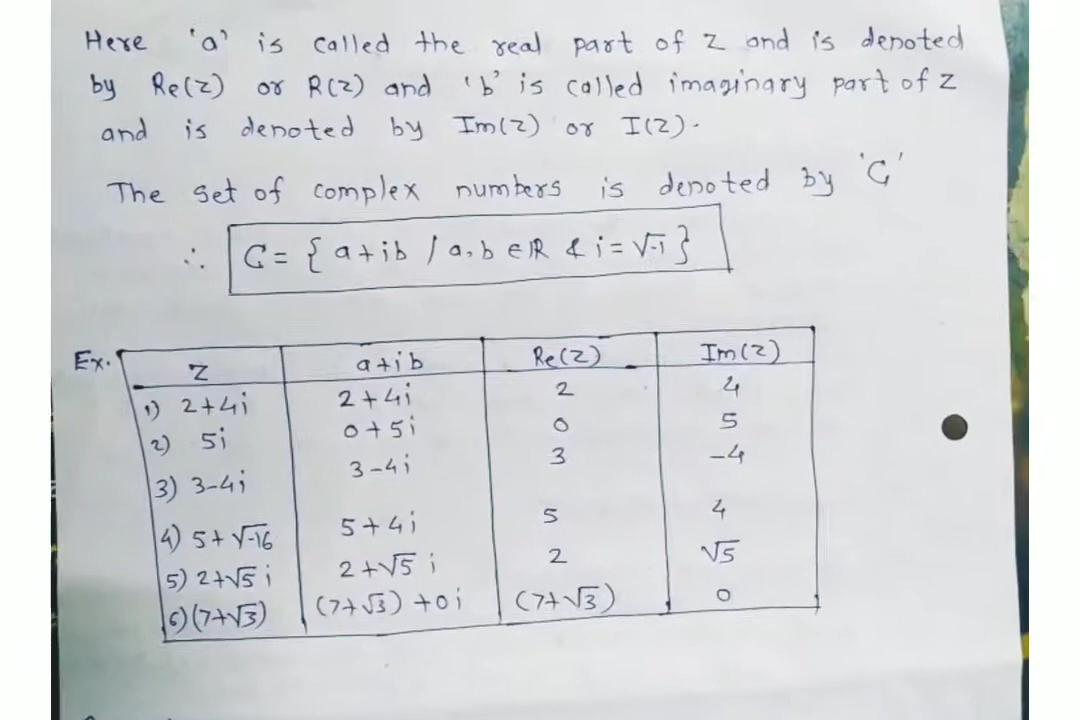 Here 'a' is called the real part of z and is denoted
by Re(z) or R(z) and 'b' is called imaginary part of z
and is denoted by Im(z) or I(z).
The set of complex numbers is denoted by 'C'
∴ C = { a+ib / a, b ∈ ℝ & i = √-1 }
Ex.
z a+ib Re(z) Im(z)
1) 2+4i 2+4i 2 4
2) 5i 0+5i 0 5
3) 3-4i 3-4i 3 -4
4) 5+√-16 5+4i 5 4
5) 2+√5 i 2+√5 i 2 √5
6) (7+√3) (7+√3)+0i (7+√3) 0